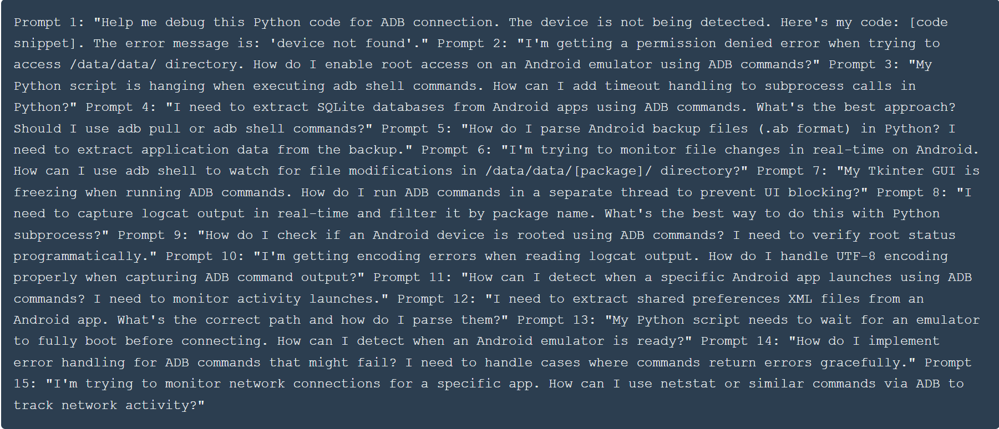 Prompt 1: "Help me debug this Python code for ADB connection. The device is not being detected. Here's my code: [code
snippet]. The error message is: 'device not found'." Prompt 2: "I'm getting a permission denied error when trying to
access /data/data/ directory. How do I enable root access on an Android emulator using ADB commands?" Prompt 3: "My
Python script is hanging when executing adb shell commands. How can I add timeout handling to subprocess calls in
Python?" Prompt 4: "I need to extract SQLite databases from Android apps using ADB commands. What's the best approach?
Should I use adb pull or adb shell commands?" Prompt 5: "How do I parse Android backup files (.ab format) in Python? I
need to extract application data from the backup." Prompt 6: "I'm trying to monitor file changes in real-time on Android.
How can I use adb shell to watch for file modifications in /data/data/[package]/ directory?" Prompt 7: "My Tkinter GUI is
freezing when running ADB commands. How do I run ADB commands in a separate thread to prevent UI blocking?" Prompt 8: "I
need to capture logcat output in real-time and filter it by package name. What's the best way to do this with Python
subprocess?" Prompt 9: "How do I check if an Android device is rooted using ADB commands? I need to verify root status
programmatically." Prompt 10: "I'm getting encoding errors when reading logcat output. How do I handle UTF-8 encoding
properly when capturing ADB command output?" Prompt 11: "How can I detect when a specific Android app launches using ADB
commands? I need to monitor activity launches." Prompt 12: "I need to extract shared preferences XML files from an
Android app. What's the correct path and how do I parse them?" Prompt 13: "My Python script needs to wait for an emulator
to fully boot before connecting. How can I detect when an Android emulator is ready?" Prompt 14: "How do I implement
error handling for ADB commands that might fail? I need to handle cases where commands return errors gracefully." Prompt
15: "I'm trying to monitor network connections for a specific app. How can I use netstat or similar commands via ADB to
track network activity?"